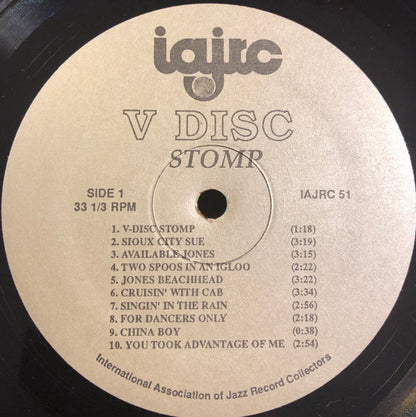 iajrc
V DISC
STOMP
SIDE 1
33 1/3 RPM
IAJRC 51
1. V-DISC STOMP (1:18)
2. SIOUX CITY SUE (3:19)
3. AVAILABLE JONES (3:15)
4. TWO SPOOS IN AN IGLOO (2:22)
5. JONES BEACHHEAD (3:22)
6. CRUISIN' WITH CAB (3:34)
7. SINGIN' IN THE RAIN (2:56)
8. FOR DANCERS ONLY (2:18)
9. CHINA BOY (0:38)
10. YOU TOOK ADVANTAGE OF ME (2:54)
International Association of Jazz Record Collectors